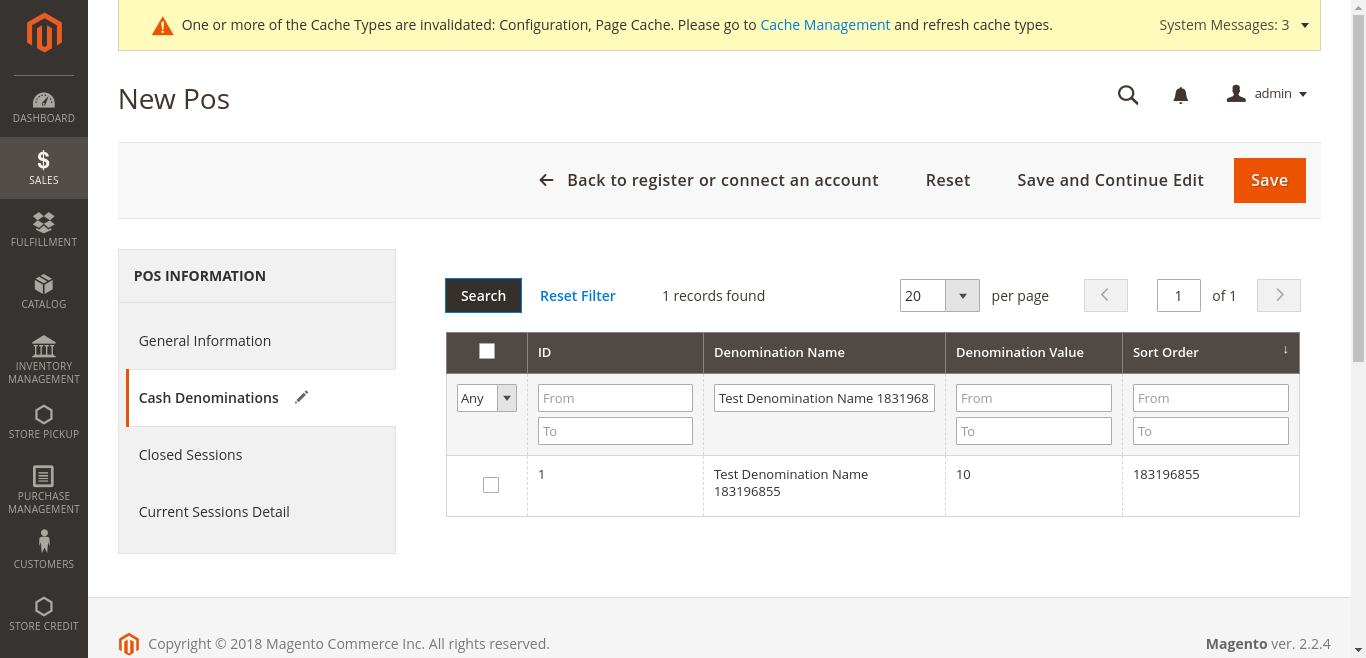 One or more of the Cache Types are invalidated: Configuration, Page Cache. Please go to Cache Management and refresh cache types.
System Messages: 3
New Pos
admin
Back to register or connect an account
Reset
Save and Continue Edit
Save
DASHBOARD
$
SALES
FULFILLMENT
CATALOG
INVENTORY
MANAGEMENT
STORE PICKUP
PURCHASE
MANAGEMENT
CUSTOMERS
STORE CREDIT
POS INFORMATION
General Information
Cash Denominations
Closed Sessions
Current Sessions Detail
Search
Reset Filter
1 records found
20
per page
1
of 1
ID
Denomination Name
Denomination Value
Sort Order
↓
Any
From
Test Denomination Name 1831968
From
From
To
To
To
1
Test Denomination Name
183196855
10
183196855
Copyright © 2018 Magento Commerce Inc. All rights reserved.
Magento ver. 2.2.4